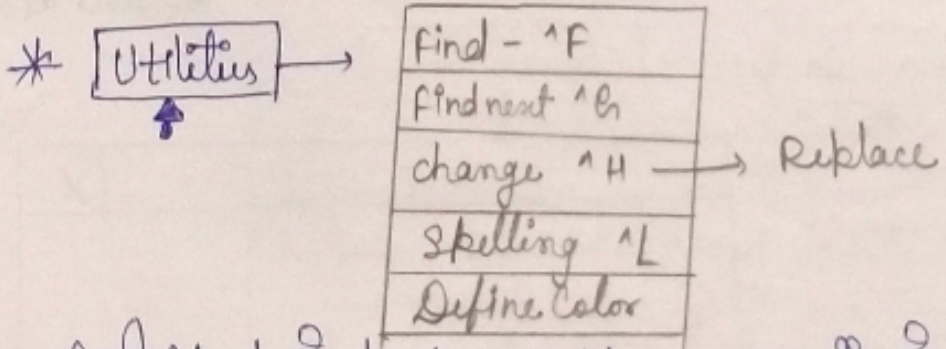 * Utilities →
Find - ^F
Find next ^G
change ^H → Replace
Spelling ^L
Define Color